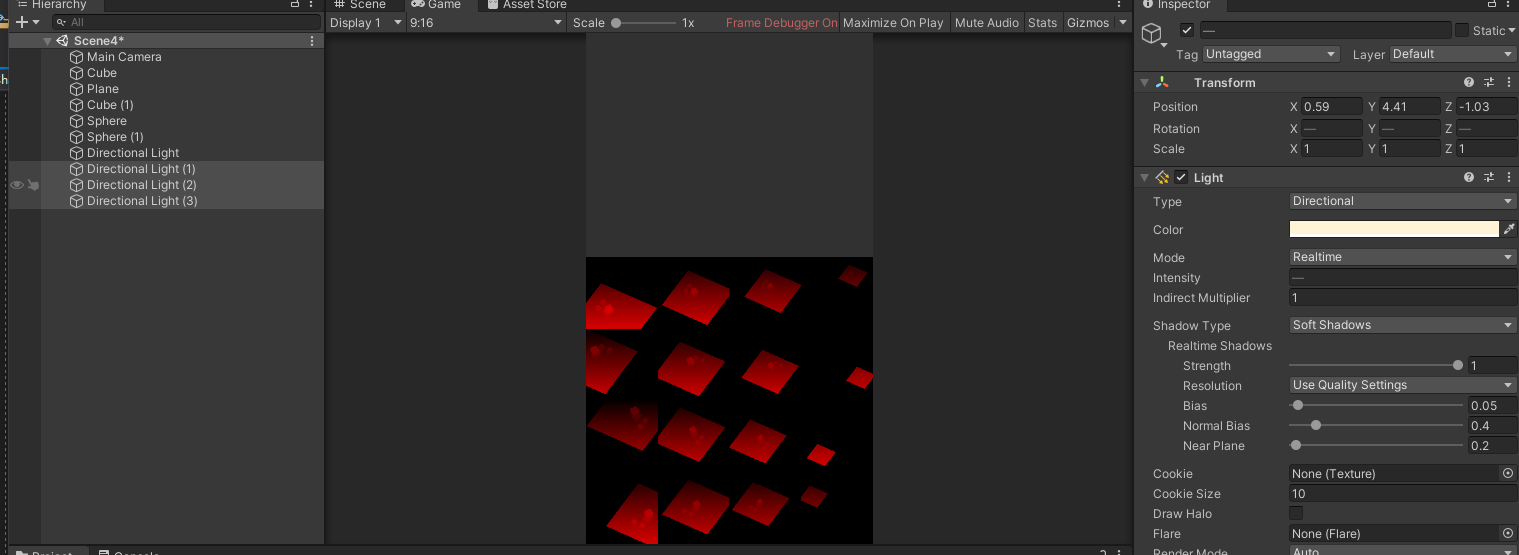 Hierarchy
All
Scene4*
Main Camera
Cube
Plane
Cube (1)
Sphere
Sphere (1)
Directional Light
Directional Light (1)
Directional Light (2)
Directional Light (3)
Scene Game Asset Store
Display 1 9:16 Scale 1x Frame Debugger On Maximize On Play Mute Audio Stats Gizmos
Inspector
— Static
Tag Untagged Layer Default
Transform
Position X 0.59 Y 4.41 Z -1.03
Rotation X — Y — Z —
Scale X 1 Y 1 Z 1
Light
Type Directional
Color
Mode Realtime
Intensity —
Indirect Multiplier 1
Shadow Type Soft Shadows
Realtime Shadows
Strength 1
Resolution Use Quality Settings
Bias 0.05
Normal Bias 0.4
Near Plane 0.2
Cookie None (Texture)
Cookie Size 10
Draw Halo
Flare None (Flare)
Render Mode Auto
Project Console